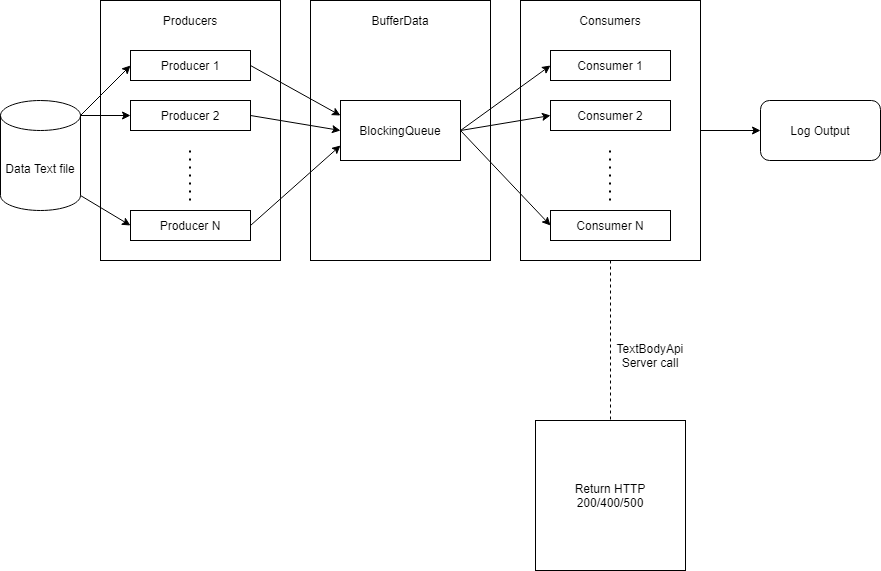 Producers
BufferData
Consumers
Producer 1
Consumer 1
Producer 2
Consumer 2
BlockingQueue
Log Output
Data Text file
Producer N
Consumer N
TextBodyApi
Server call
Return HTTP
200/400/500